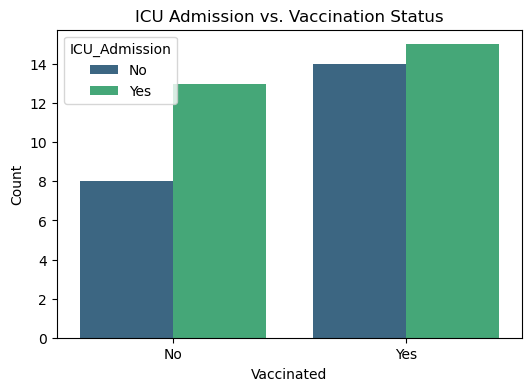 ICU Admission vs. Vaccination Status
ICU_Admission
No
Yes
14
12
10
8
6
4
2
0
Count
No Yes
Vaccinated